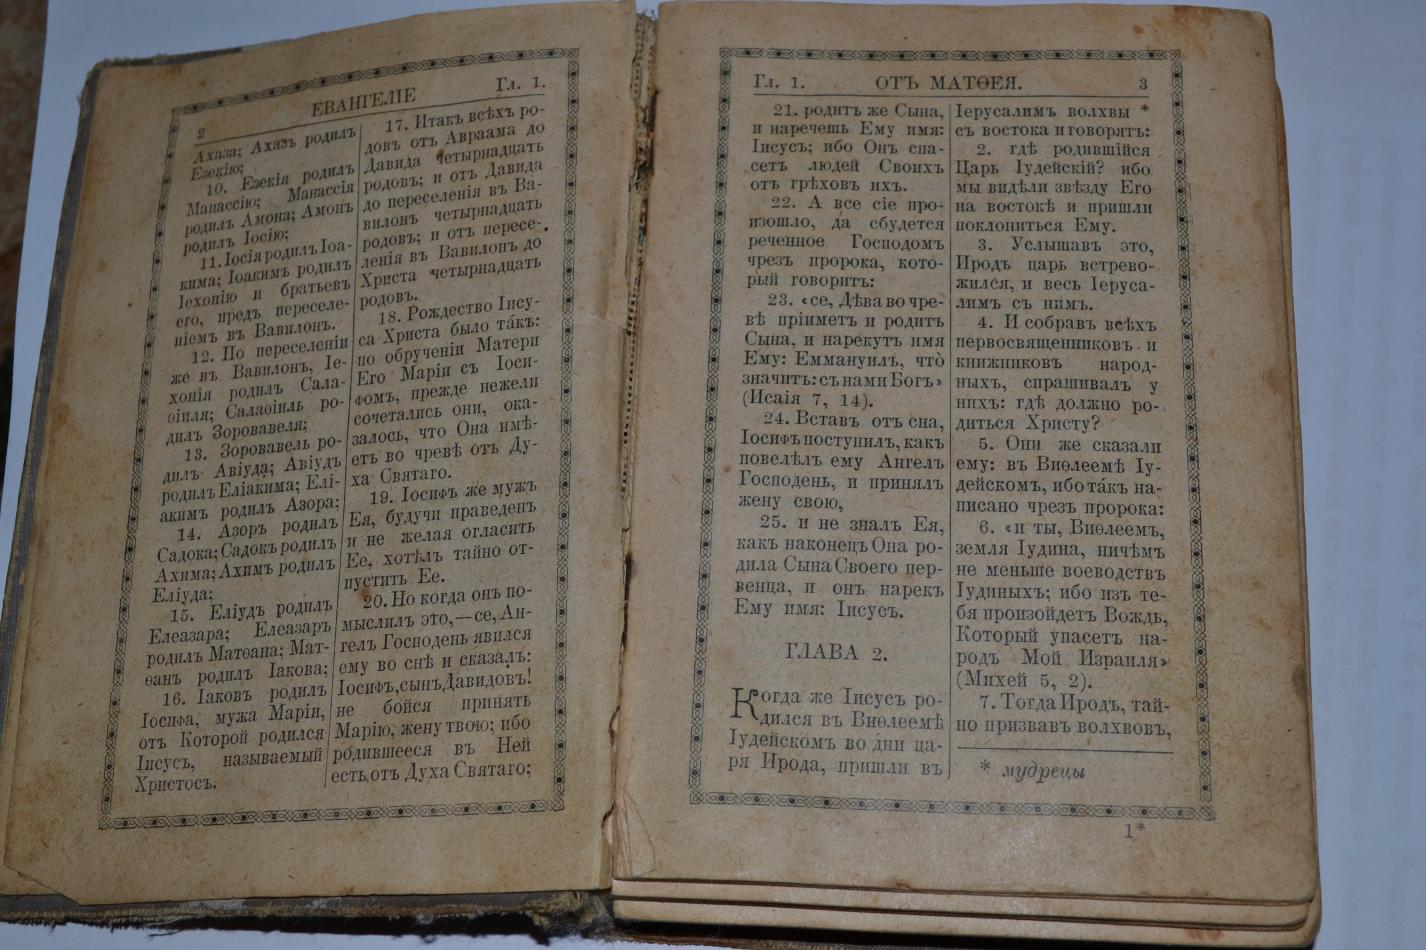 2
ЕВАНГЕЛІЕ
Гл. 1.
Ахаза; Ахазъ родилъ
Езекію;
10. Езекія родилъ
Манассію; Манассія
родилъ Амона; Амонъ
родилъ Іосію;
11. Іосія родилъ Іоа-
кима; Іоакимъ родилъ
Іехонію и братьевъ
его, предъ переселе-
ніемъ въ Вавилонъ.
12. По переселеніи
же въ Вавилонъ, Іе-
хонія родилъ Сала-
ѳіиля; Салаѳіиль ро-
дилъ Зоровавеля;
13. Зоровавель ро-
дилъ Авіуда; Авіудъ
родилъ Еліакима; Елі-
акимъ родилъ Азора;
14. Азоръ родилъ
Садока; Садокъ родилъ
Ахима; Ахимъ родилъ
Еліуда;
15. Еліудъ родилъ
Елеазара; Елеазаръ
родилъ Матѳана; Мат-
ѳанъ родилъ Іакова;
16. Іаковъ родилъ
Іосифа, мужа Маріи,
отъ Которой родился
Іисусъ, называемый
Христосъ.
17. Итакъ всѣхъ ро-
довъ отъ Авраама до
Давида четырнадцать
родовъ; и отъ Давида
до переселенія въ Ва-
вилонъ четырнадцать
родовъ; и отъ пересе-
ленія въ Вавилонъ до
Христа четырнадцать
родовъ.
18. Рождество Іису-
са Христа было та́къ:
по обрученіи Матери
Его Маріи съ Іоси-
фомъ, прежде нежели
сочетались они, ока-
залось, что Она имѣ-
етъ во чревѣ отъ Ду-
ха Святаго.
19. Іосифъ же мужъ
Ея, будучи праведенъ
и не желая огласить
Ее, хотѣлъ тайно от-
пустить Ее.
20. Но когда онъ по-
мыслилъ это,—се, Ан-
гелъ Господень явился
ему во снѣ и сказалъ:
Іосифъ, сынъ Давидовъ!
не бойся принять
Марію, жену твою; ибо
родившееся въ Ней
есть отъ Духа Святаго;
Гл. 1.
ОТЪ МАТѲЕЯ.
3
21. родитъ же Сына,
и наречешь Ему имя:
Іисусъ; ибо Онъ спа-
сетъ людей Своихъ
отъ грѣховъ ихъ.
22. А все сіе про-
изошло, да сбудется
реченное Господомъ
чрезъ пророка, кото-
рый говоритъ:
23. «се, Дѣва во чре-
вѣ пріиметъ и родитъ
Сына, и нарекутъ имя
Ему: Еммануилъ, что̀
значитъ: съ нами Богъ»
(Исаія 7, 14).
24. Вставъ отъ сна,
Іосифъ поступилъ, какъ
повелѣлъ ему Ангелъ
Господень, и принялъ
жену свою,
25. и не зналъ Ея,
какъ наконецъ Она ро-
дила Сына Своего пер-
венца, и онъ нарекъ
Ему имя: Іисусъ.
ГЛАВА 2.
Когда же Іисусъ ро-
дился въ Виѳлеемѣ
Іудейскомъ во дни ца-
ря Ирода, пришли въ
Іерусалимъ волхвы *
съ востока и говорятъ:
2. гдѣ родившійся
Царь Іудейскій? ибо
мы видѣли звѣзду Его
на востокѣ и пришли
поклониться Ему.
3. Услышавъ это,
Иродъ царь встрево-
жился, и весь Іеруса-
лимъ съ нимъ.
4. И собравъ всѣхъ
первосвященниковъ и
книжниковъ народ-
ныхъ, спрашивалъ у
нихъ: гдѣ должно ро-
диться Христу?
5. Они же сказали
ему: въ Виѳлеемѣ Іу-
дейскомъ, ибо та́къ на-
писано чрезъ пророка:
6. «и ты, Виѳлеемъ,
земля Іудина, ничѣмъ
не меньше воеводствъ
Іудиныхъ; ибо изъ те-
бя произойдетъ Вождь,
Который упасетъ на-
родъ Мой Израиля»
(Михей 5, 2).
7. Тогда Иродъ, тай-
но призвавъ волхвовъ,
* мудрецы
1*